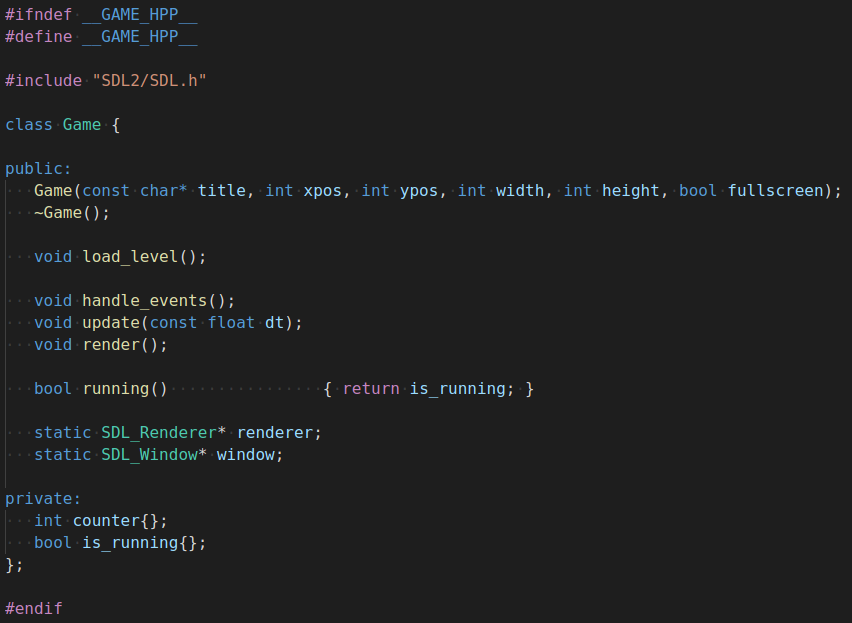 #ifndef __GAME_HPP__
#define __GAME_HPP__

#include "SDL2/SDL.h"

class Game {

public:
    Game(const char* title, int xpos, int ypos, int width, int height, bool fullscreen);
    ~Game();

    void load_level();

    void handle_events();
    void update(const float dt);
    void render();

    bool running()                { return is_running; }

    static SDL_Renderer* renderer;
    static SDL_Window* window;

private:
    int counter{};
    bool is_running{};
};

#endif